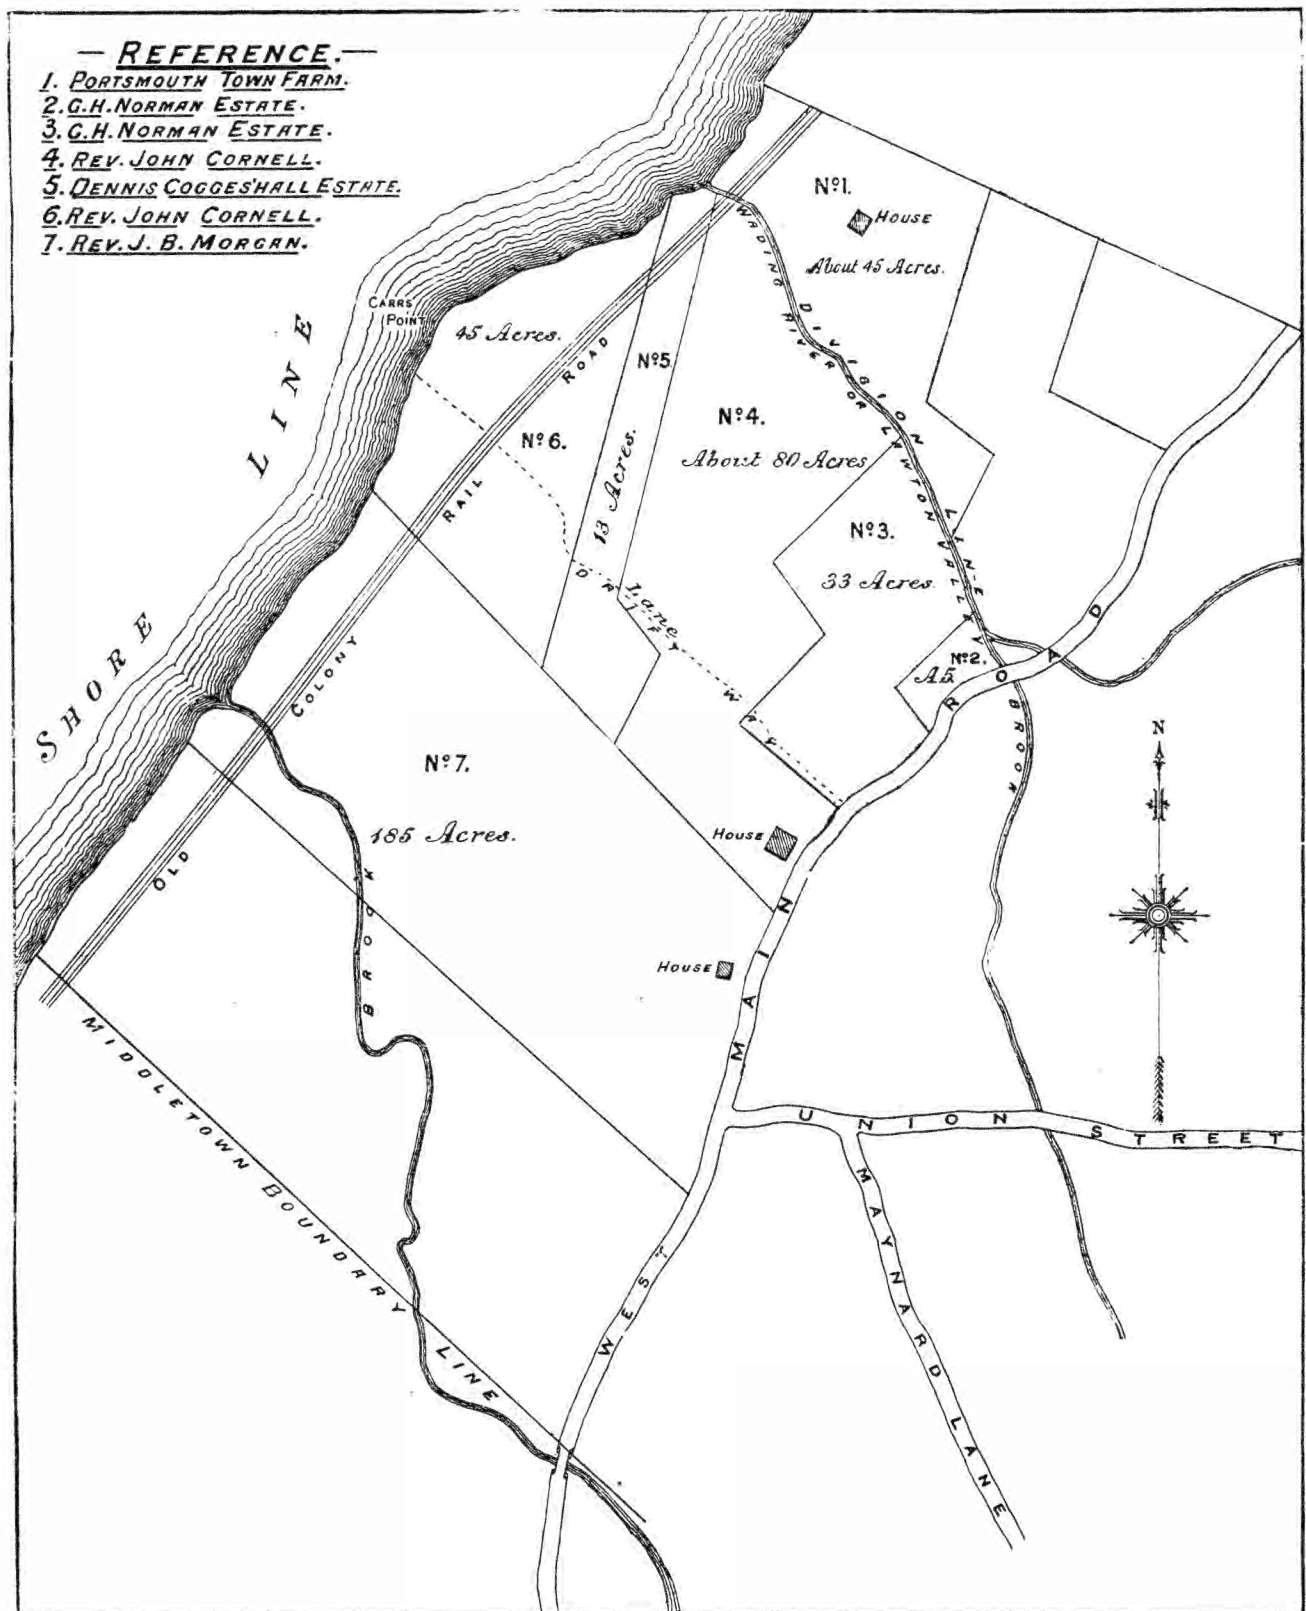 — REFERENCE. —
1. PORTSMOUTH TOWN FARM.
2. G.H. NORMAN ESTATE.
3. G.H. NORMAN ESTATE.
4. REV. JOHN CORNELL.
5. DENNIS COGGESHALL ESTATE.
6. REV. JOHN CORNELL.
7. REV. J. B. MORGAN.
SHORE LINE
CARRS POINT
Nº1.
HOUSE
About 45 Acres.
WADING RIVER OR LAWTON VALLEY BROOK
DIVISION LINE
45 Acres.
OLD COLONY RAIL ROAD
Nº5
13 Acres.
Nº6.
Nº4.
About 80 Acres
Nº3.
33 Acres.
Nº2.
A5.
DRIFT WAY
Lane
Nº7.
185 Acres.
HOUSE
HOUSE
BROOK
MIDDLETOWN BOUNDARY LINE
WEST MAIN ROAD
UNION STREET
MAYNARD LANE
N